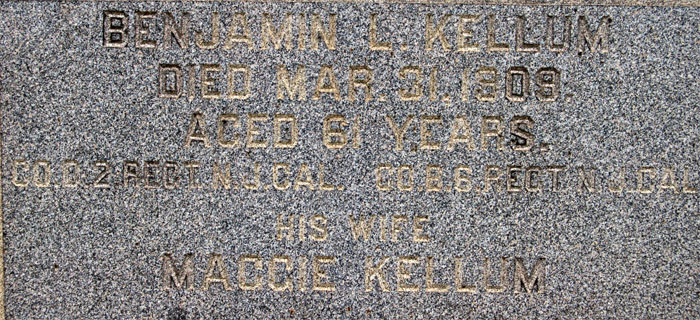 BENJAMIN L. KELLUM
DIED MAR. 31, 1909.
AGED 61 YEARS.
CO. D. 2. REGT. N. J. CAL. CO. B. 6. REGT N. J. CAL
HIS WIFE
MAGGIE KELLUM